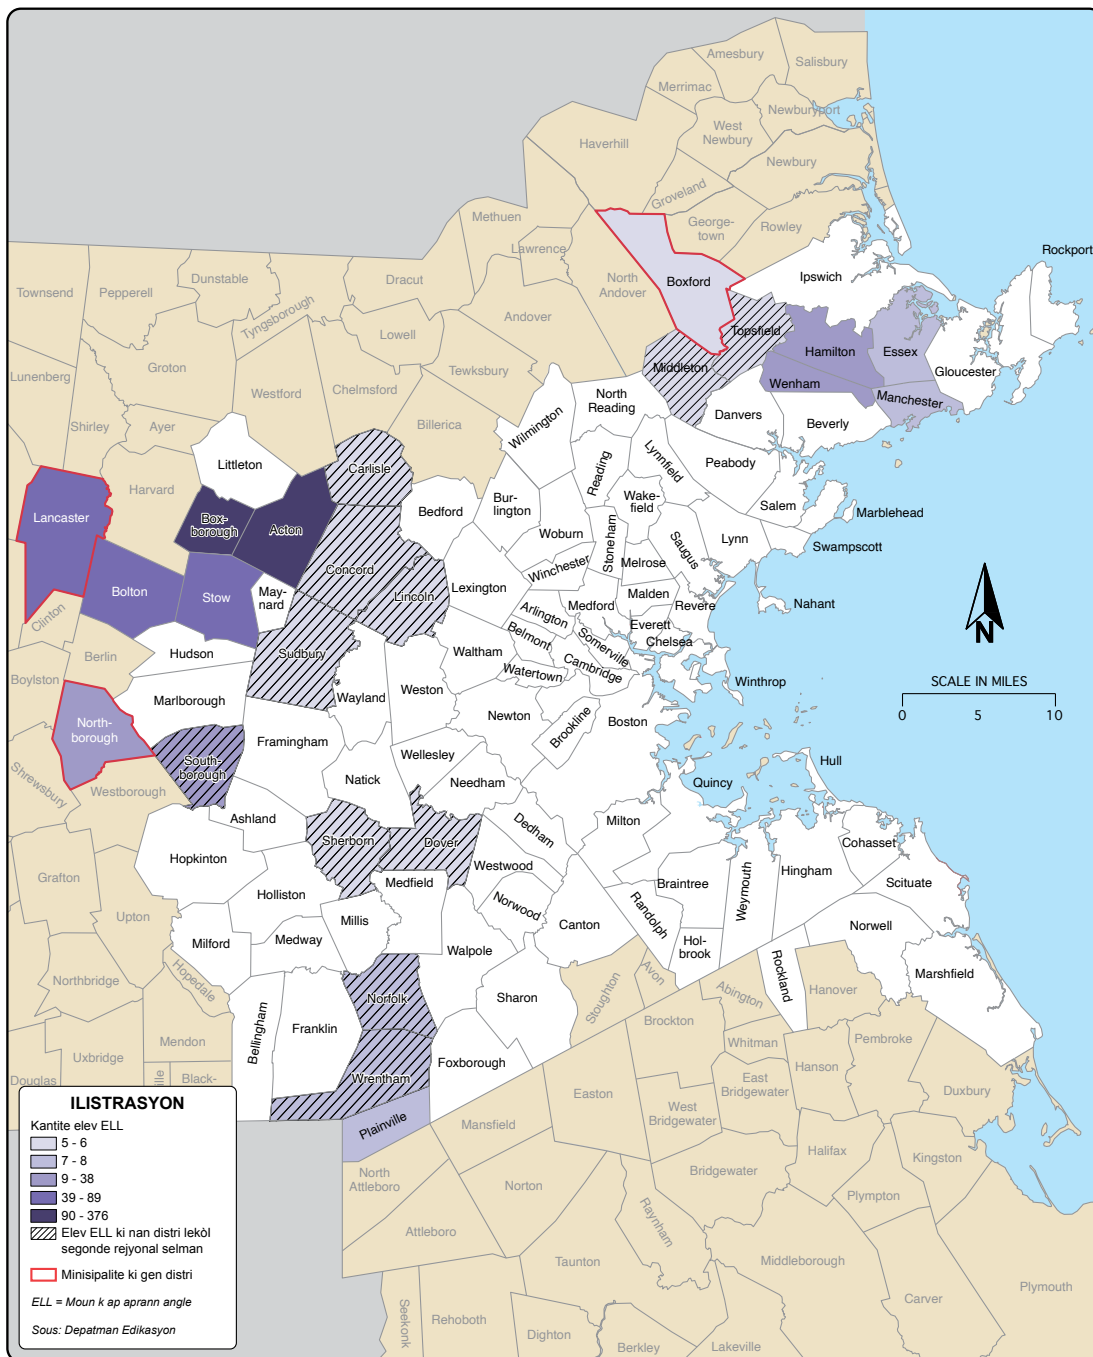 Amesbury
Salisbury
Merrimac
Newburyport
West
Newbury
Haverhill
Newbury
Groveland
George-
town
Rowley
Methuen
Lawrence
North
Andover
Boxford
Ipswich
Rockport
Dunstable
Dracut
Townsend
Pepperell
Tyngsborough
Andover
Lowell
Topsfield
Hamilton
Essex
Gloucester
Lunenberg
Groton
Westford
Chelmsford
Tewksbury
Middleton
Wenham
Manchester
North
Reading
Wilmington
Danvers
Beverly
Shirley
Ayer
Billerica
Littleton
Carlisle
Reading
Lynnfield
Peabody
Harvard
Bedford
Bur-
lington
Wake-
field
Salem
Marblehead
Lancaster
Box-
borough
Acton
Woburn
Stoneham
Saugus
Lynn
Swampscott
Concord
Winchester
Melrose
Bolton
Stow
May-
nard
Lincoln
Lexington
Arlington
Medford
Malden
Revere
Nahant
Clinton
Everett
Chelsea
Belmont
Somerville
Berlin
Hudson
Sudbury
Waltham
Watertown
Cambridge
Boylston
Marlborough
Wayland
Weston
Winthrop
North-
borough
Newton
Brookline
Boston
Framingham
Wellesley
South-
borough
Shrewsbury
Westborough
Natick
Needham
Quincy
Hull
Ashland
Sherborn
Dover
Dedham
Milton
Cohasset
Hopkinton
Westwood
Hingham
Grafton
Medfield
Braintree
Weymouth
Scituate
Holliston
Norwood
Randolph
Upton
Millis
Canton
Norwell
Milford
Medway
Walpole
Hol-
brook
Rockland
Marshfield
Northbridge
Hopedale
Norfolk
Sharon
Stoughton
Avon
Abington
Hanover
Bellingham
Franklin
Brockton
Mendon
Whitman
Pembroke
Uxbridge
Foxborough
Hanson
Douglas
ville
Black-
Wrentham
Easton
East
Bridgewater
Duxbury
West
Bridgewater
Plainville
Mansfield
Halifax
Kingston
North
Attleboro
Norton
Bridgewater
Plympton
Raynham
Attleboro
Taunton
Middleborough
Plymouth
Carver
Seekonk
Rehoboth
Dighton
Berkley
Lakeville
N
SCALE IN MILES
0 5 10
ILISTRASYON
Kantite elev ELL
5 - 6
7 - 8
9 - 38
39 - 89
90 - 376
Elev ELL ki nan distri lekòl
segonde rejyonal selman
Minisipalite ki gen distri
ELL = Moun k ap aprann angle
Sous: Depatman Edikasyon